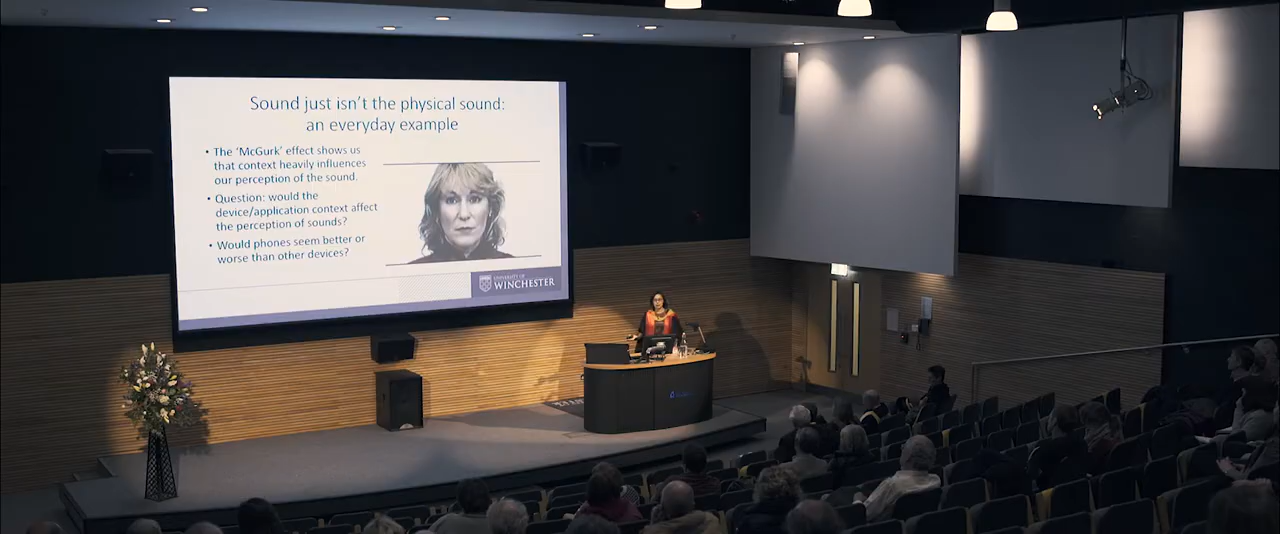 Sound just isn't the physical sound:
an everyday example
• The 'McGurk' effect shows us
that context heavily influences
our perception of the sound.
• Question: would the
device/application context affect
the perception of sounds?
• Would phones seem better or
worse than other devices?
UNIVERSITY OF
WINCHESTER